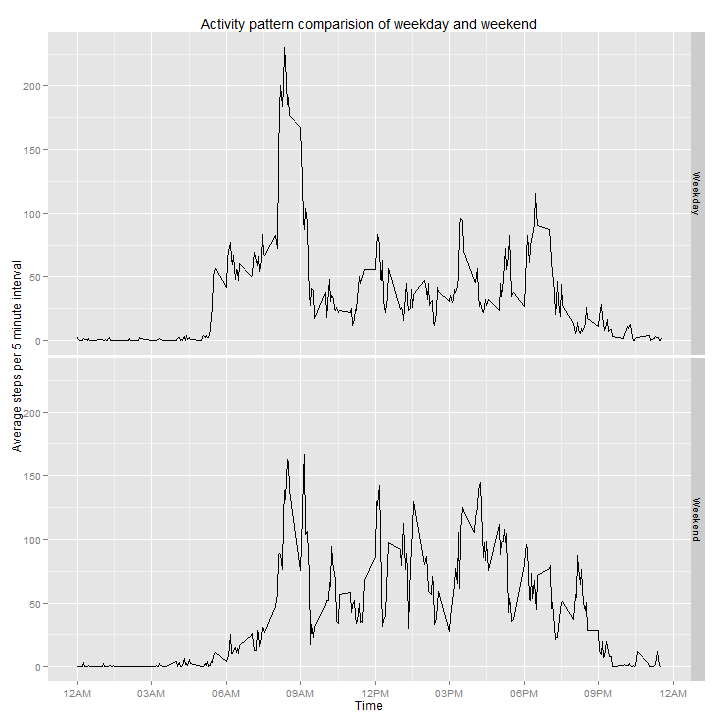 Activity pattern comparision of weekday and weekend
Average steps per 5 minute interval
200
150
100
50
0
Weekday
200
150
100
50
0
Weekend
12AM 03AM 06AM 09AM 12PM 03PM 06PM 09PM 12AM
Time